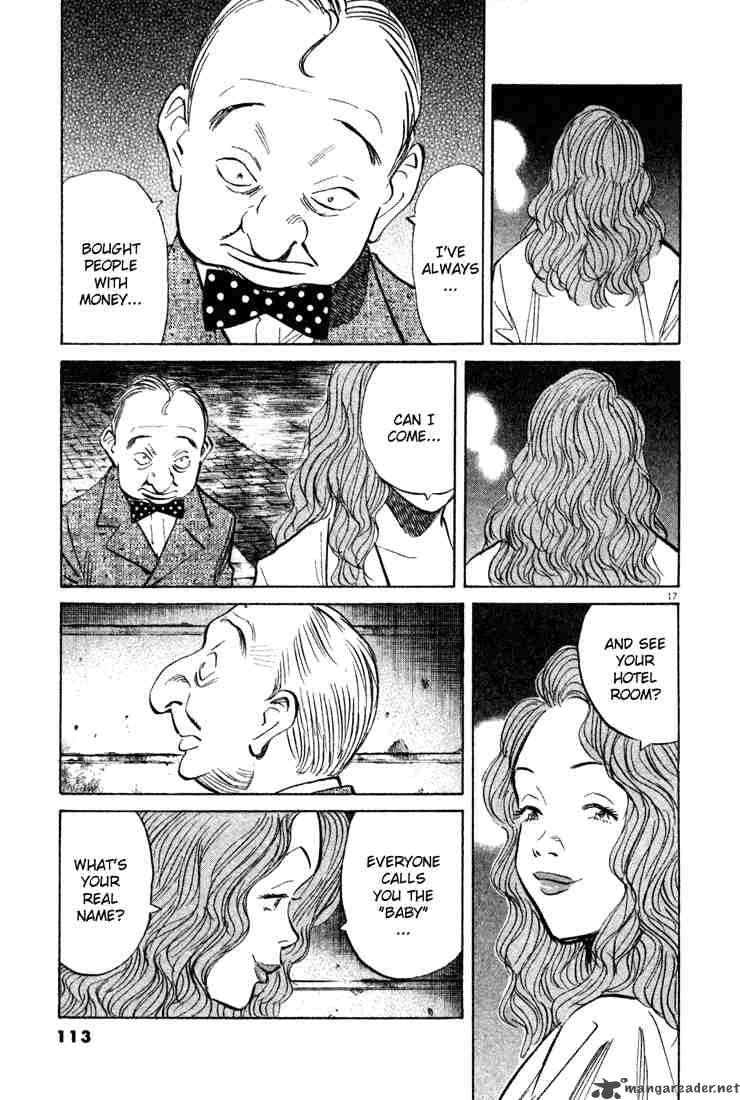 I'VE
ALWAYS
...
BOUGHT
PEOPLE
WITH
MONEY...
CAN I
COME...
17
AND SEE
YOUR
HOTEL
ROOM?
EVERYONE
CALLS
YOU THE
"BABY"
...
WHAT'S
YOUR
REAL
NAME?
113
mangareader.net